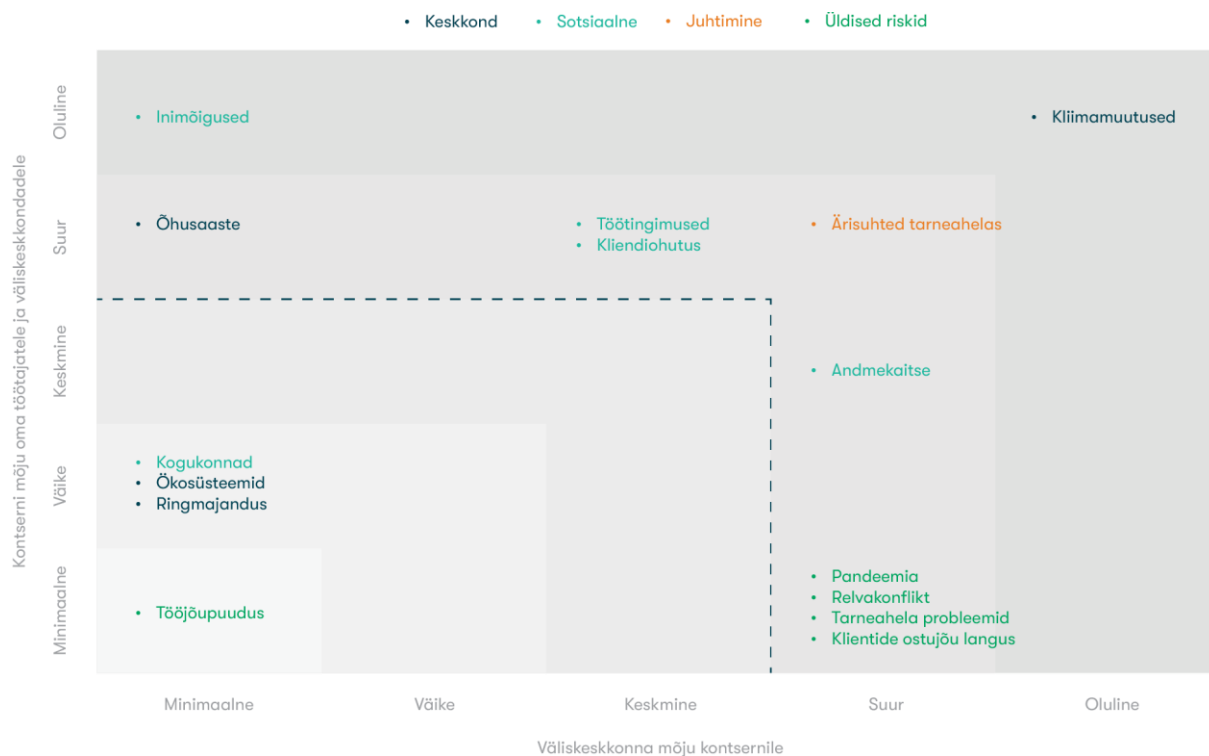 • Keskkond • Sotsiaalne • Juhtimine • Üldised riskid
Kontserni mõju oma töötajatele ja väliskeskkondadele
Oluline
• Inimõigused
• Kliimamuutused
Suur
• Õhusaaste
• Töötingimused
• Kliendiohutus
• Ärisuhted tarneahelas
Keskmine
• Andmekaitse
Väike
• Kogukonnad
• Ökosüsteemid
• Ringmajandus
Minimaalne
• Tööjõupuudus
• Pandeemia
• Relvakonflikt
• Tarneahela probleemid
• Klientide ostujõu langus
Minimaalne Väike Keskmine Suur Oluline
Väliskeskkonna mõju kontsernile